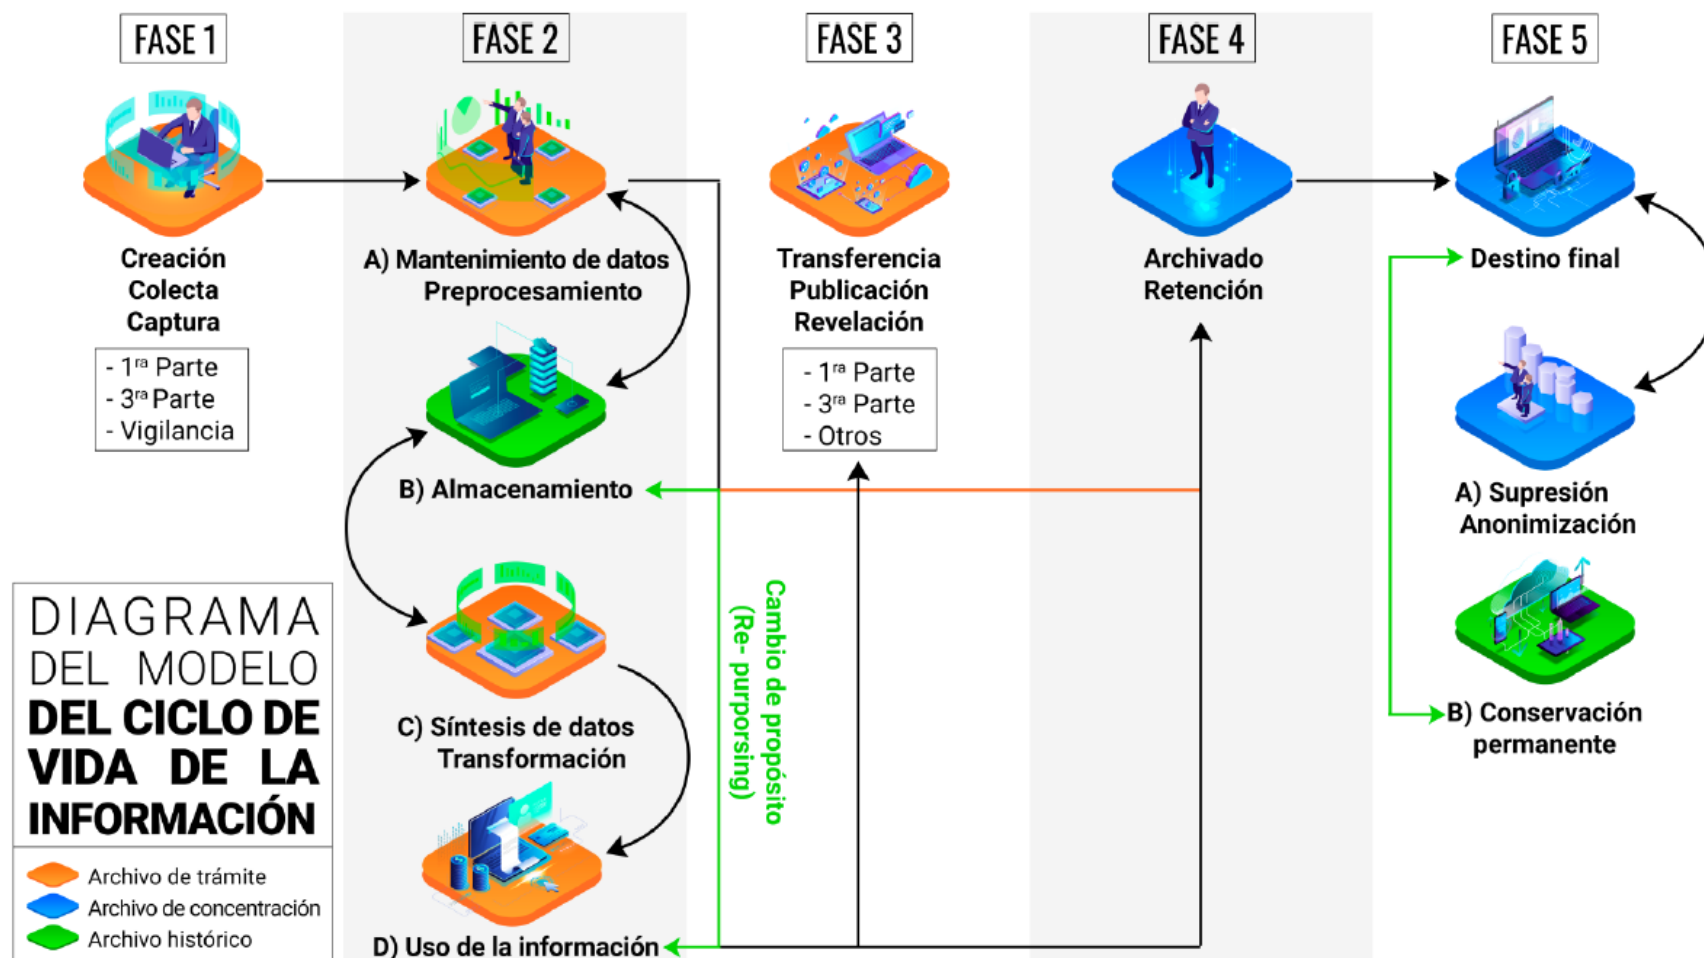 FASE 1
Creación
Colecta
Captura
- 1ra Parte
- 3ra Parte
- Vigilancia
FASE 2
A) Mantenimiento de datos
Preprocesamiento
B) Almacenamiento
C) Síntesis de datos
Transformación
D) Uso de la información
Cambio de propósito
(Re- purporsing)
FASE 3
Transferencia
Publicación
Revelación
- 1ra Parte
- 3ra Parte
- Otros
FASE 4
Archivado
Retención
FASE 5
Destino final
A) Supresión
Anonimización
B) Conservación
permanente
DIAGRAMA
DEL MODELO
DEL CICLO DE
VIDA DE LA
INFORMACIÓN
Archivo de trámite
Archivo de concentración
Archivo histórico